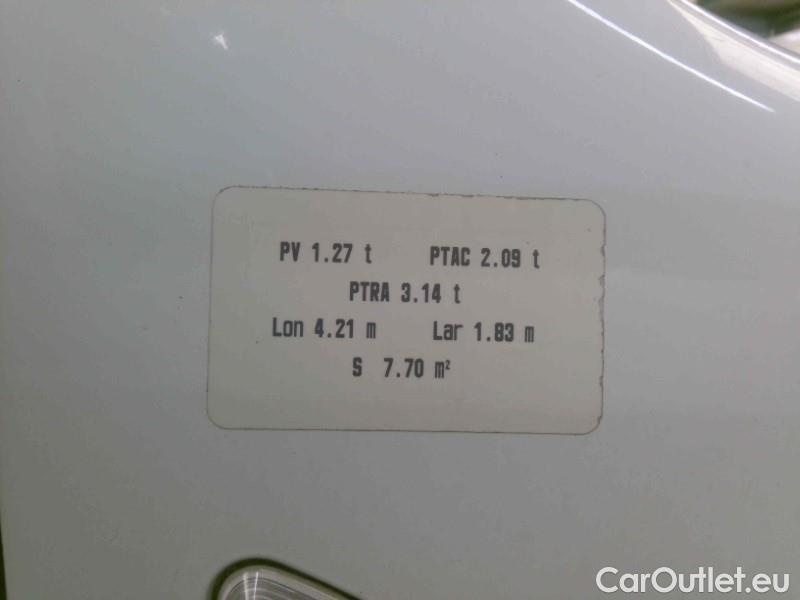 PV 1.27 t PTAC 2.09 t
PTRA 3.14 t
Lon 4.21 m Lar 1.83 m
S 7.70 m²
CarOutlet.eu